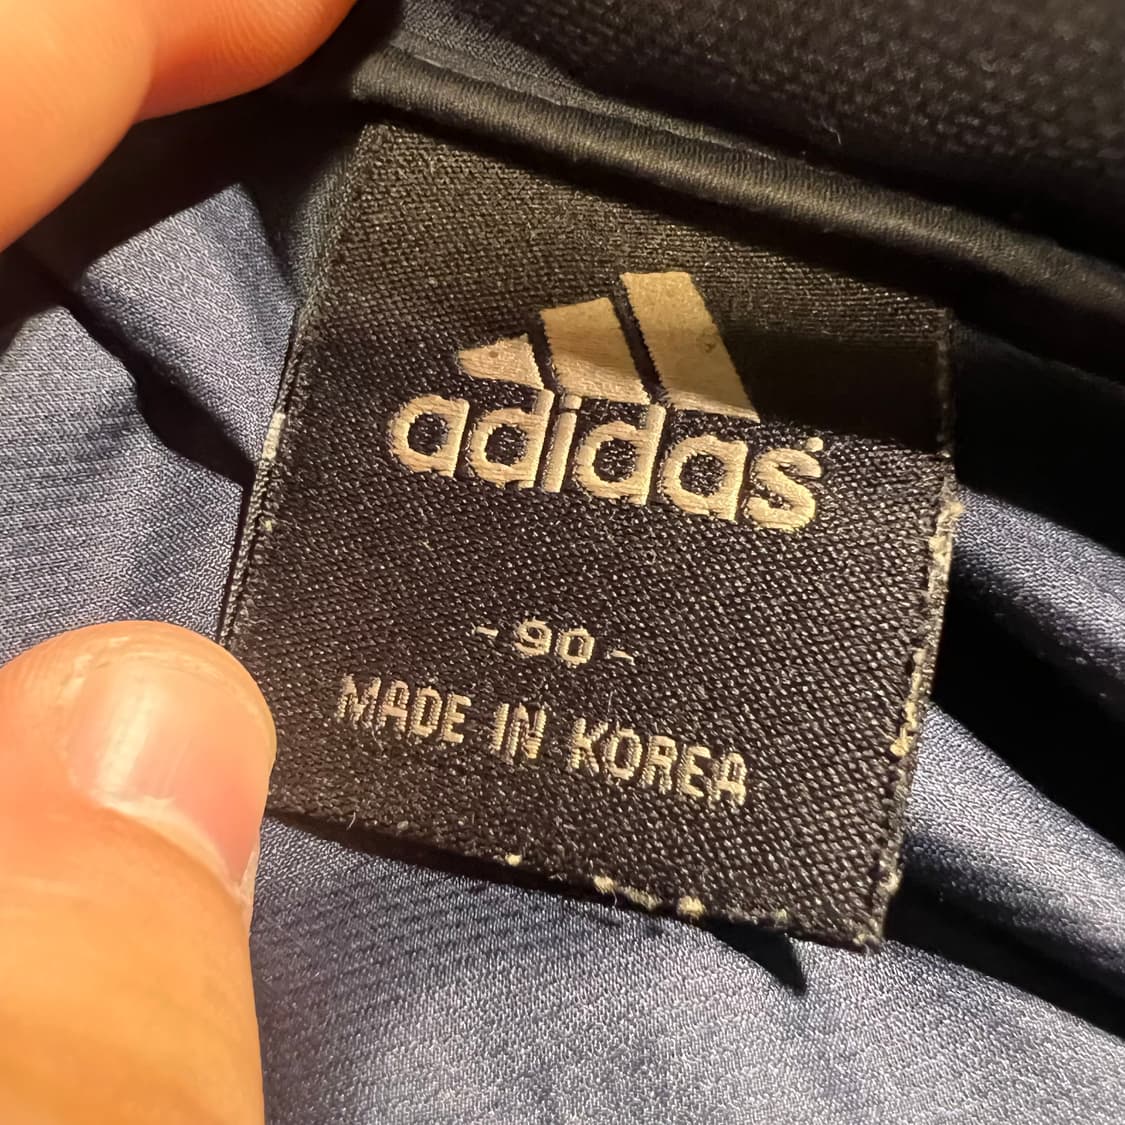 adidas
- 90 -
MADE IN KOREA